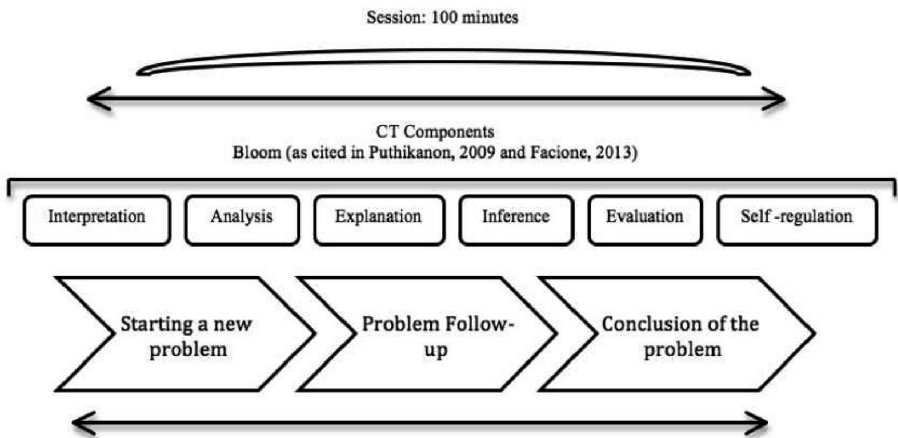 Session: 100 minutes
CT Components
Bloom (as cited in Puthikanon, 2009 and Facione, 2013)
Interpretation
Analysis
Explanation
Inference
Evaluation
Self -regulation
Starting a new
problem
Problem Follow-
up
Conclusion of the
problem